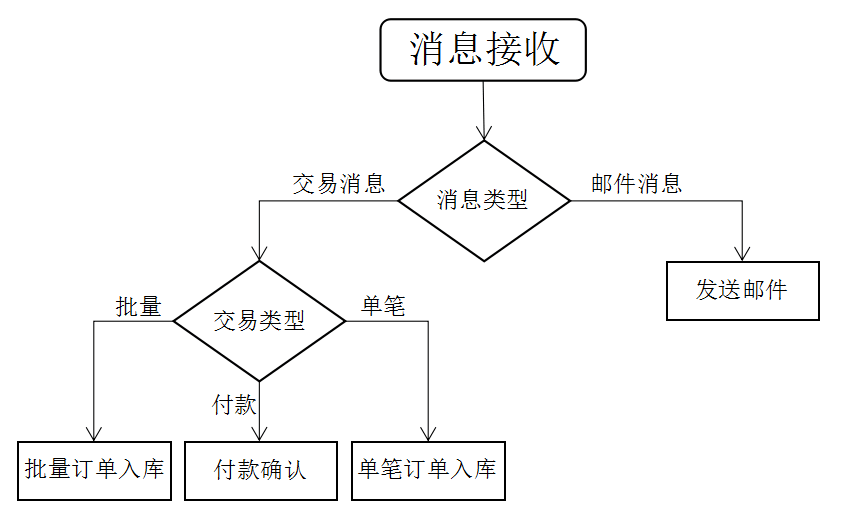 消息接收
交易消息
消息类型
邮件消息
发送邮件
批量
交易类型
单笔
付款
批量订单入库
付款确认
单笔订单入库